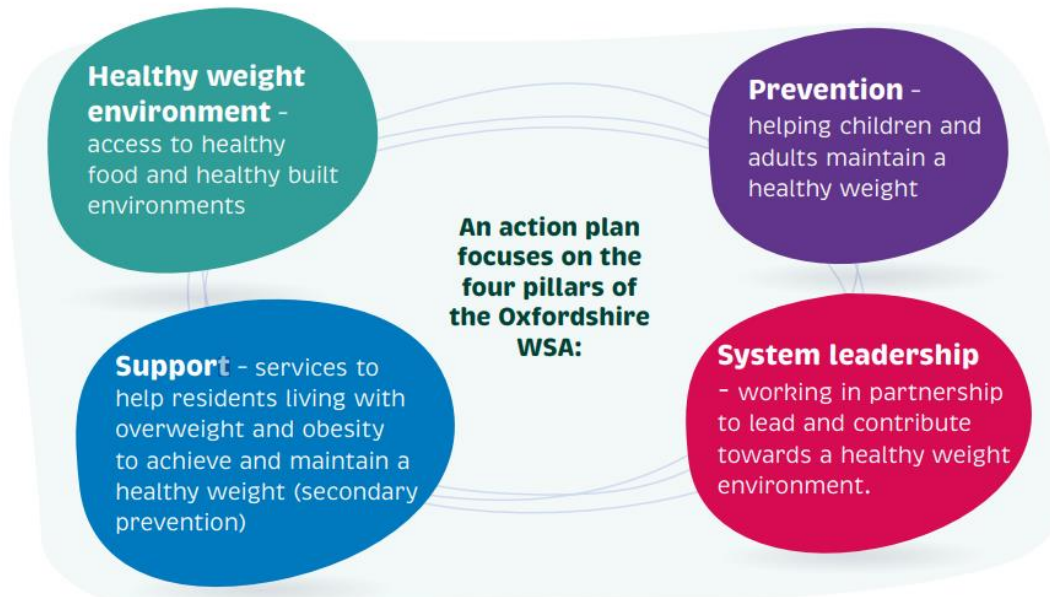 Healthy weight
environment -
access to healthy
food and healthy built
environments
Prevention -
helping children and
adults maintain a
healthy weight
An action plan
focuses on the
four pillars of
the Oxfordshire
WSA:
Support - services to
help residents living with
overweight and obesity
to achieve and maintain a
healthy weight (secondary
prevention)
System leadership
- working in partnership
to lead and contribute
towards a healthy weight
environment.